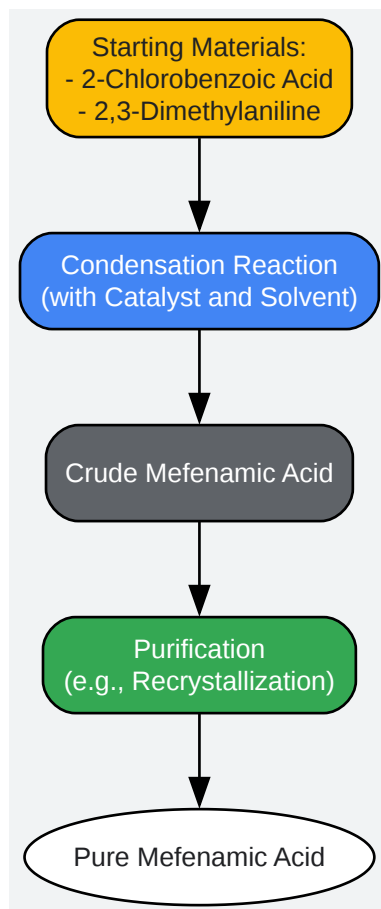 Starting Materials:
- 2-Chlorobenzoic Acid
- 2,3-Dimethylaniline
Condensation Reaction
(with Catalyst and Solvent)
Crude Mefenamic Acid
Purification
(e.g., Recrystallization)
Pure Mefenamic Acid